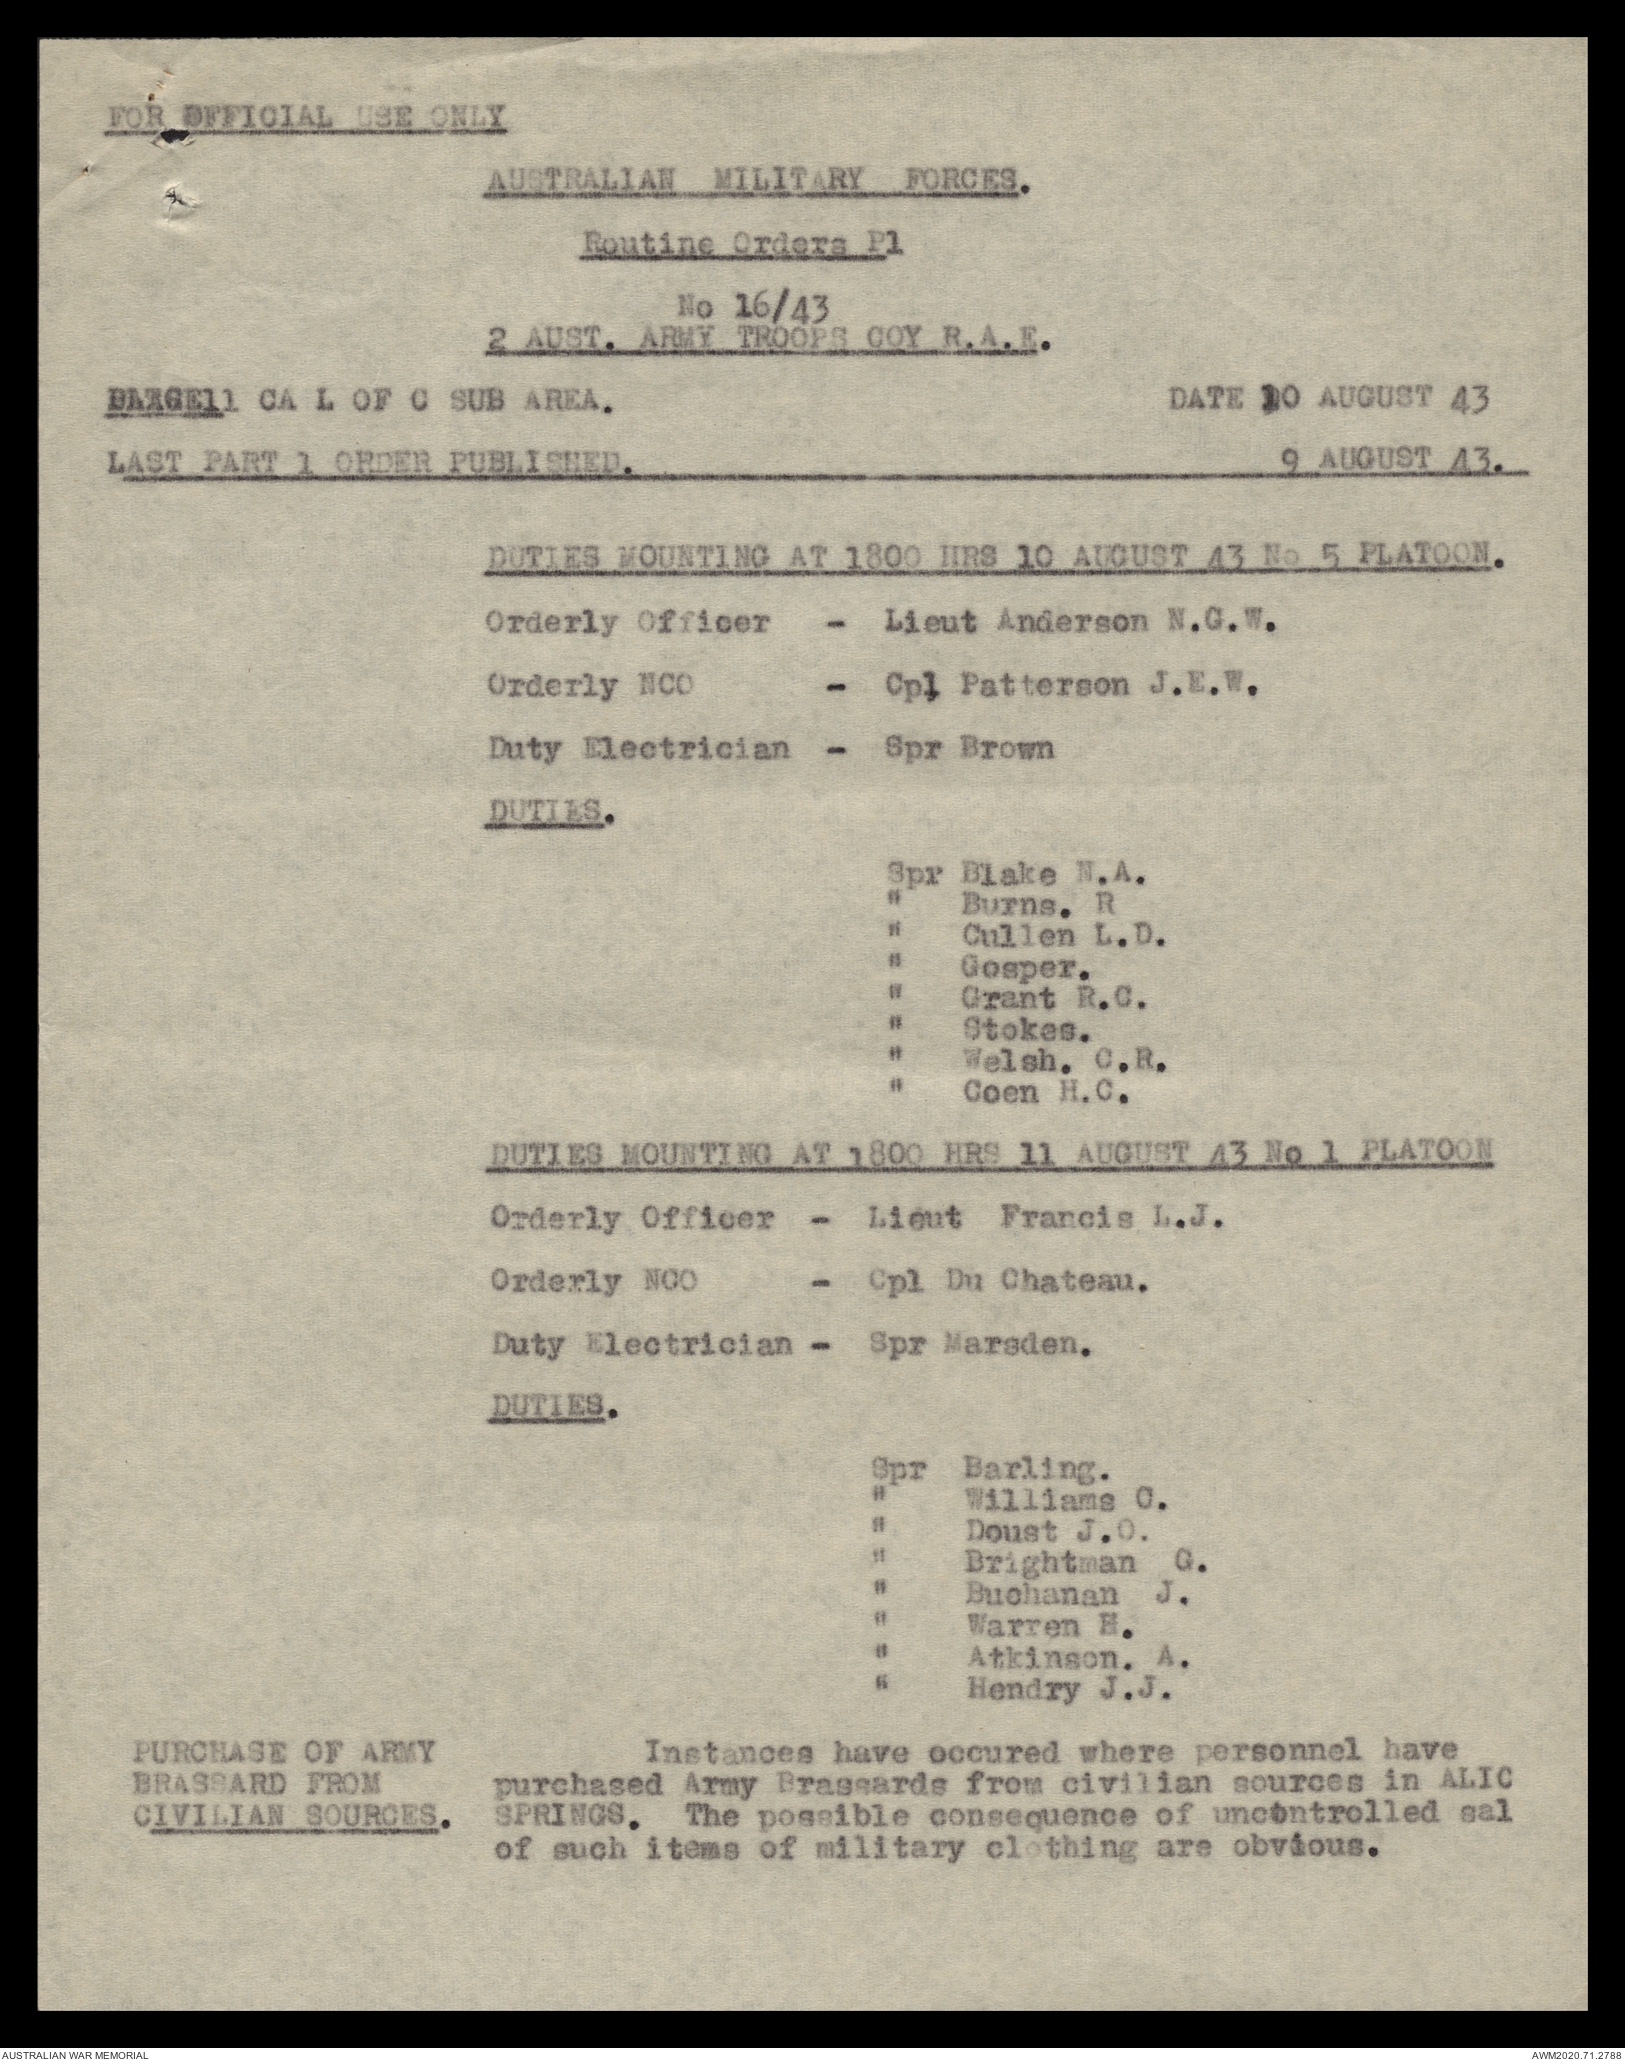 FOR OFFICIAL USE ONLY
AUSTRALIAN MILITARY FORCES.
Routine Orders P1
No 16/43
2 AUST. ARMY TROOPS COY R.A.E.
CA L OF C SUB AREA. DATE 10 AUGUST 43
LAST PART 1 ORDER PUBLISHED. 9 AUGUST 43.
DUTIES MOUNTING AT 1800 HRS 10 AUGUST 43 No 5 PLATOON.
Orderly Officer - Lieut Anderson N.G.W.
Orderly NCO - Cpl Patterson J.E.W.
Duty Electrician - Spr Brown
DUTIES.
Spr Blake N.A.
" Burns. R
" Cullen L.D.
" Gosper.
" Grant R.C.
" Stokes.
" Welsh. C.R.
" Coen H.C.
DUTIES MOUNTING AT 1800 HRS 11 AUGUST 43 No 1 PLATOON
Orderly Officer - Lieut Francis L.J.
Orderly NCO - Cpl Du Chateau.
Duty Electrician - Spr Marsden.
DUTIES.
Spr Barling.
" Williams C.
" Doust J.O.
" Brightman G.
" Buchanan J.
" Warren H.
" Atkinson. A.
" Hendry J.J.
PURCHASE OF ARMY Instances have occured where personnel have
BRASSARD FROM purchased Army Brassards from civilian sources in ALIC
CIVILIAN SOURCES. SPRINGS. The possible consequence of uncontrolled sal
of such items of military clothing are obvious.
AUSTRALIAN WAR MEMORIAL AWM2020.71.2788